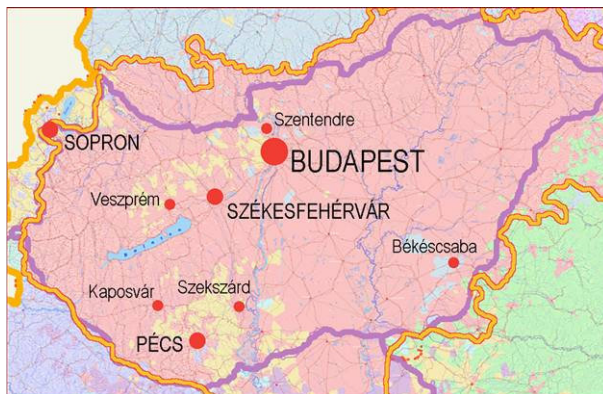 Szentendre
SOPRON
BUDAPEST
Veszprém
SZÉKESFEHÉRVÁR
Békéscsaba
Kaposvár
Szekszárd
PÉCS